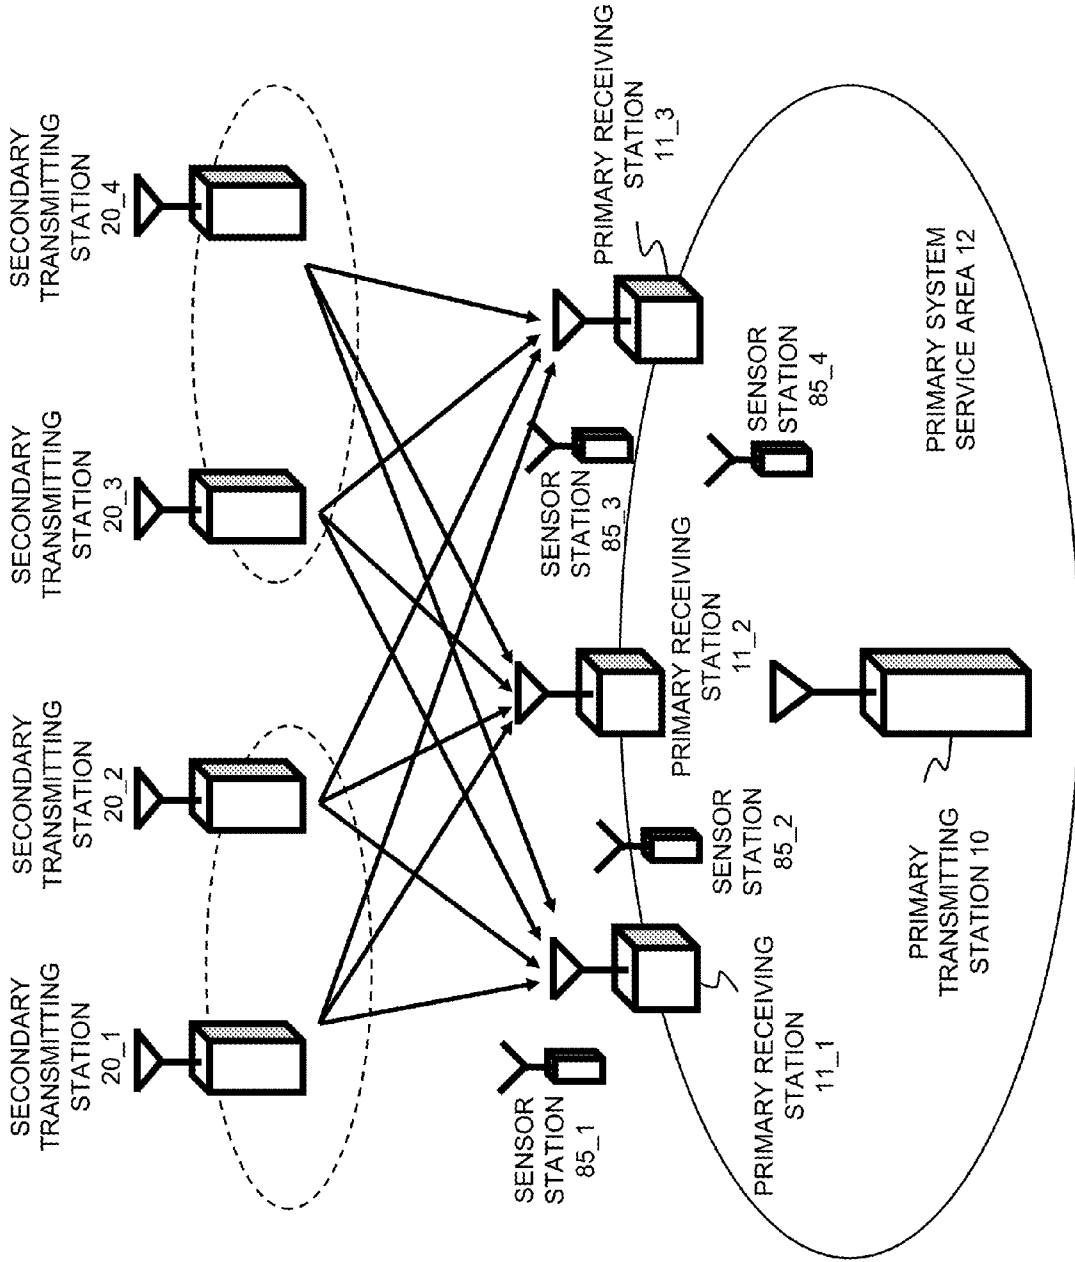 SECONDARY
TRANSMITTING
STATION
20_1
SECONDARY
TRANSMITTING
STATION
20_2
SECONDARY
TRANSMITTING
STATION
20_3
SECONDARY
TRANSMITTING
STATION
20_4
SENSOR
STATION
85_1
PRIMARY RECEIVING
STATION
11_1
SENSOR
STATION
85_2
PRIMARY RECEIVING
STATION
11_2
SENSOR
STATION
85_3
PRIMARY RECEIVING
STATION
11_3
SENSOR
STATION
85_4
PRIMARY
TRANSMITTING
STATION 10
PRIMARY SYSTEM
SERVICE AREA 12